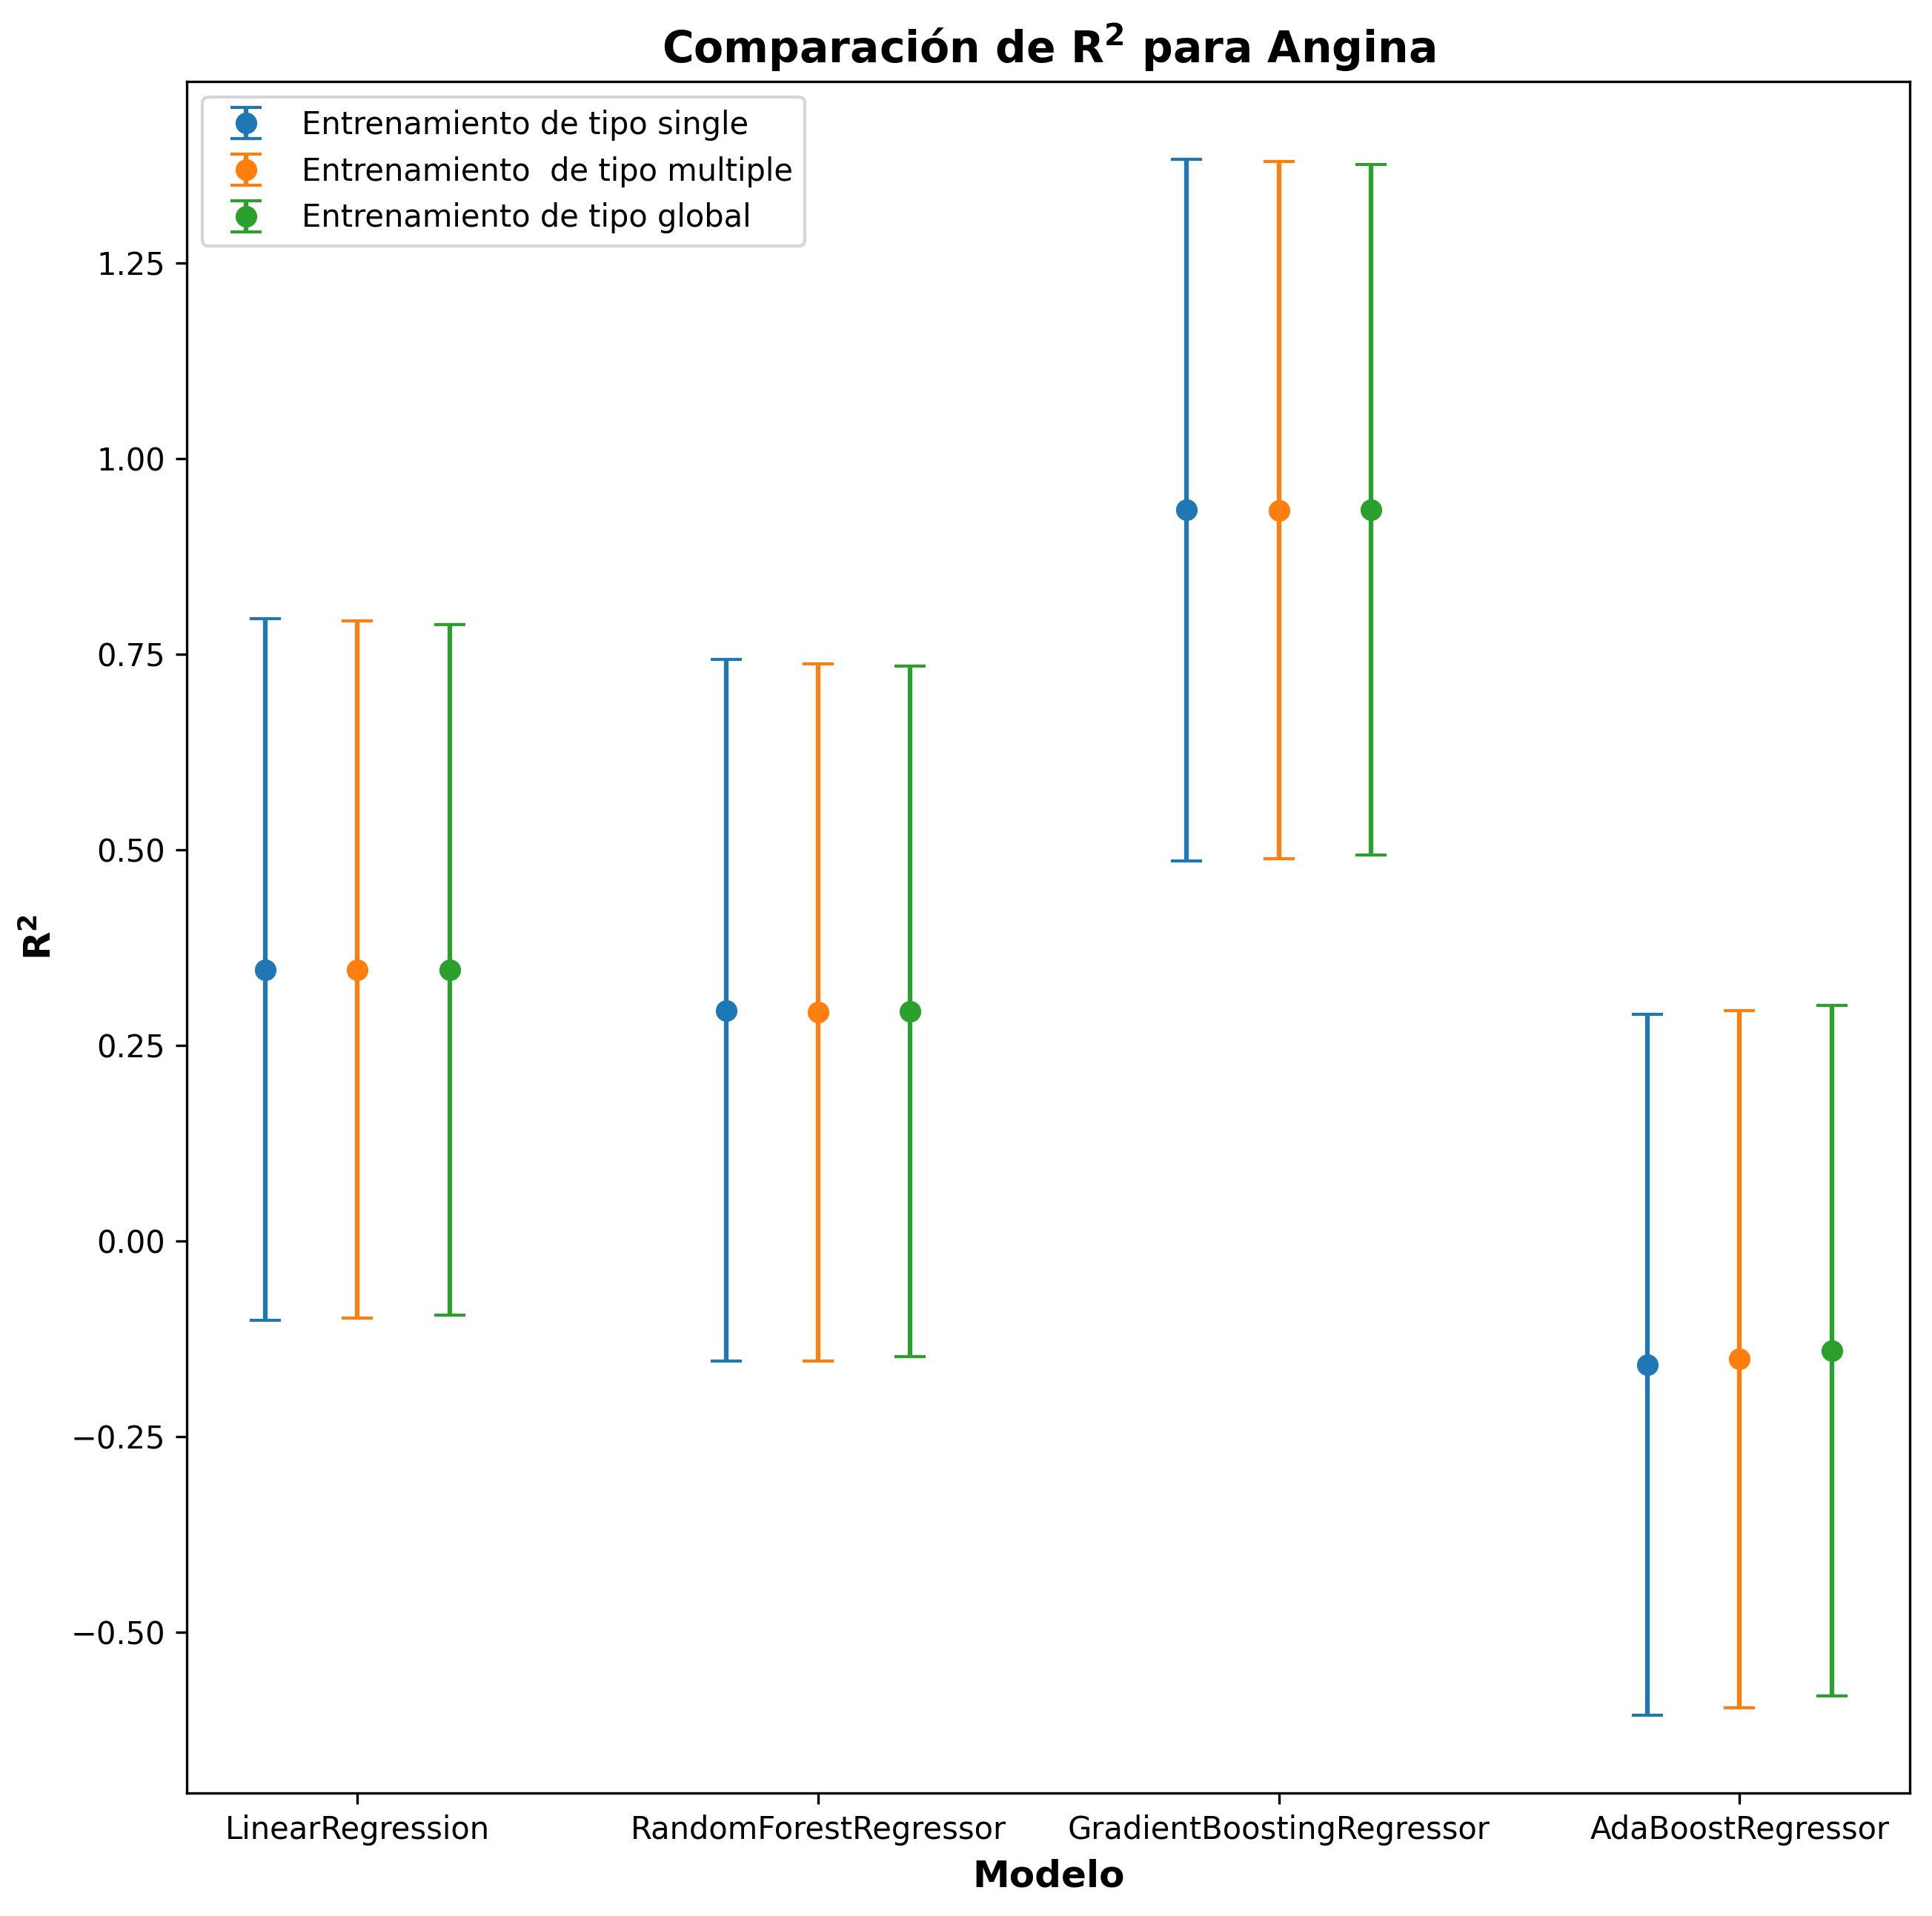 Comparación de R² para Angina
Entrenamiento de tipo single
Entrenamiento  de tipo multiple
Entrenamiento de tipo global
R²
1.25
1.00
0.75
0.50
0.25
0.00
−0.25
−0.50
LinearRegression
RandomForestRegressor
GradientBoostingRegressor
AdaBoostRegressor
Modelo